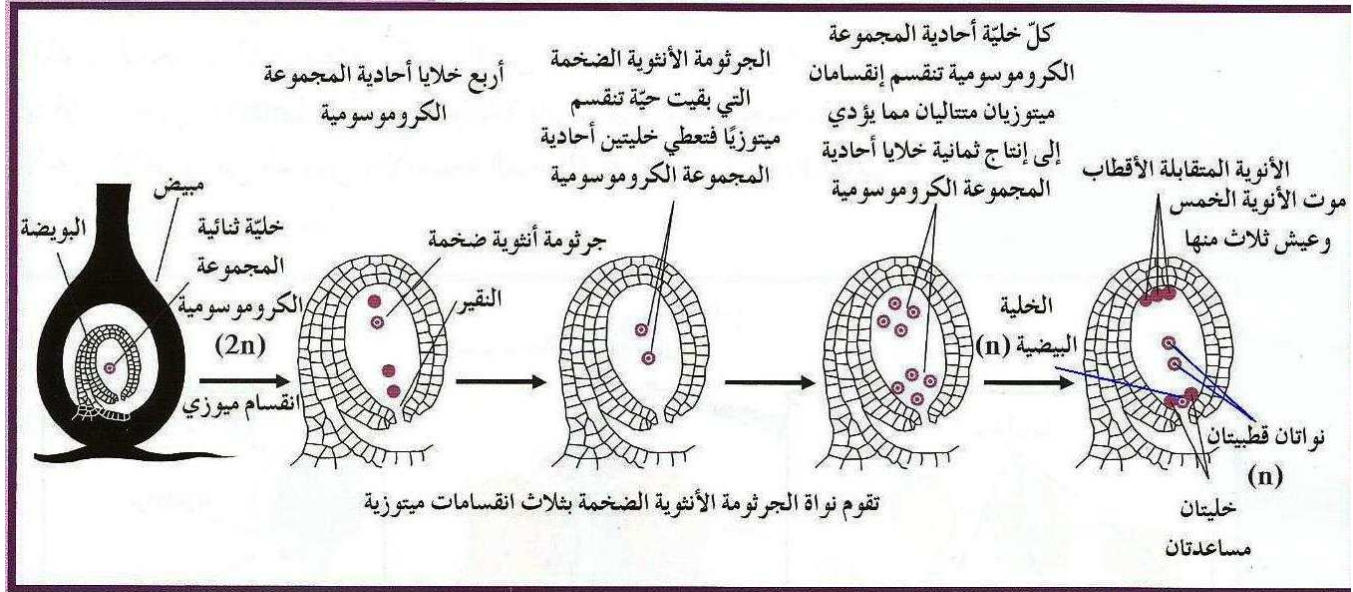 كلّ خليّة أحادية المجموعة
الكروموسومية تنقسم إنقسامان
ميتوزيان متتاليان مما يؤدي
إلى إنتاج ثمانية خلايا أحادية
المجموعة الكروموسومية
الجرثومة الأنثوية الضخمة
التي بقيت حيّة تنقسم
ميتوزيًا فتعطي خليتين أحادية
المجموعة الكروموسومية
أربع خلايا أحادية المجموعة
الكروموسومية
الأنوية المتقابلة الأقطاب
موت الأنوية الخمس
وعيش ثلاث منها
مبيض
البويضة
خليّة ثنائية
المجموعة
الكروموسومية
(2n)
انقسام ميوزي
جرثومة أنثوية ضخمة
النقير
الخلية
البيضية (n)
نواتان قطبيتان
(n)
خليتان
مساعدتان
تقوم نواة الجرثومة الأنثوية الضخمة بثلاث انقسامات ميتوزية